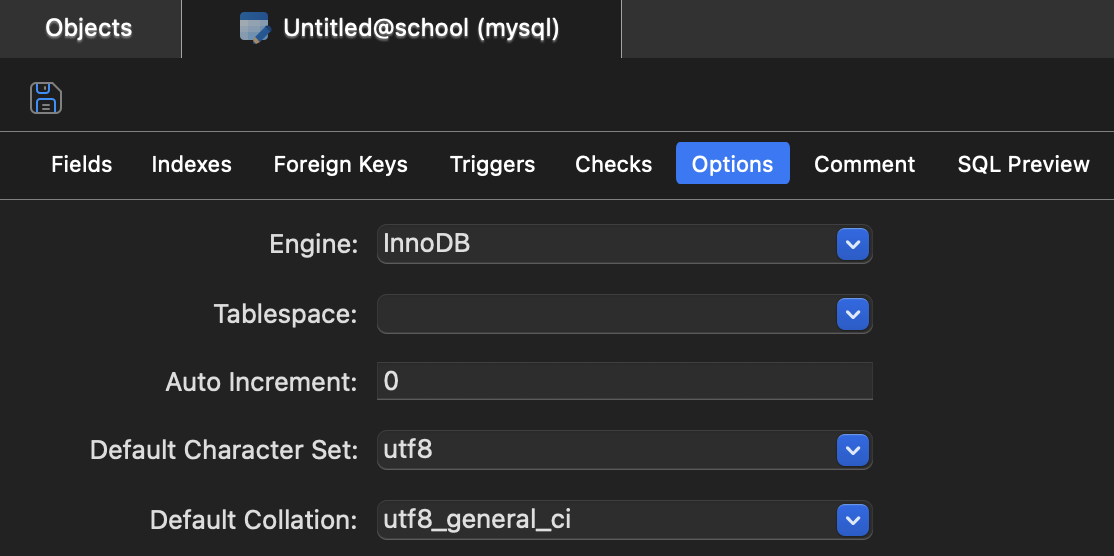 Objects Untitled@school (mysql)
Fields Indexes Foreign Keys Triggers Checks Options Comment SQL Preview
Engine: InnoDB
Tablespace:
Auto Increment: 0
Default Character Set: utf8
Default Collation: utf8_general_ci